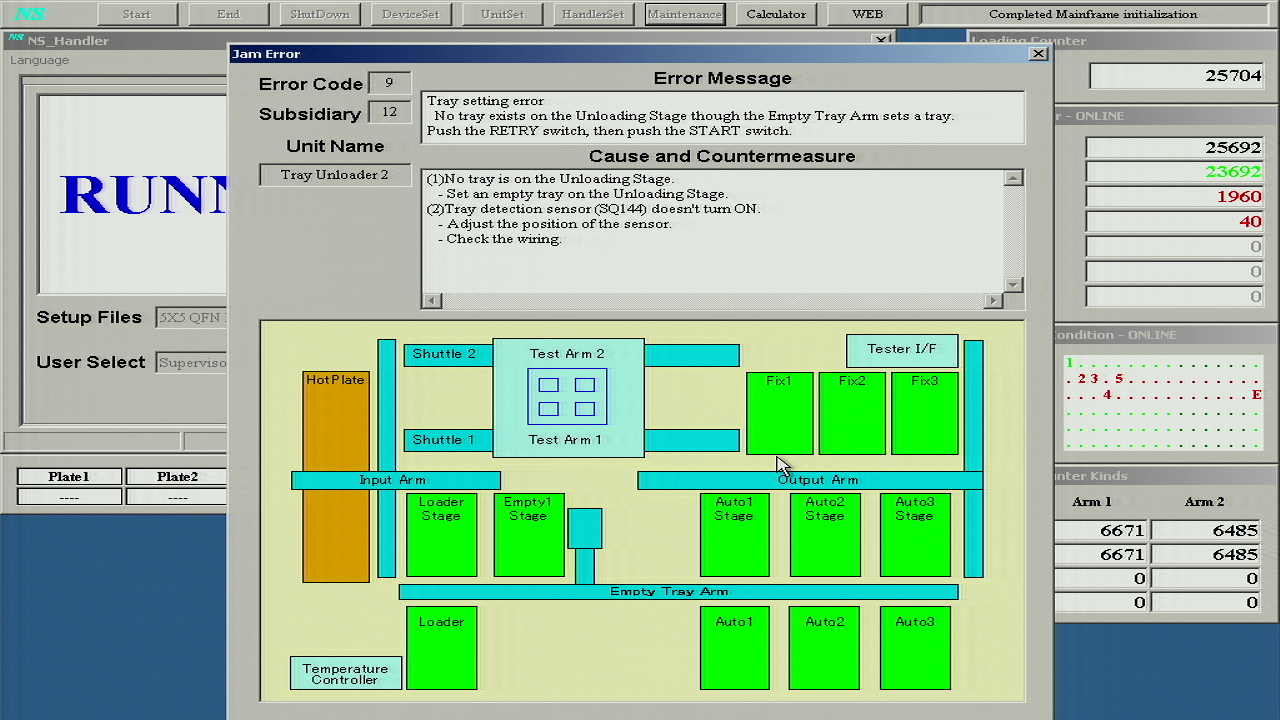 NS
Start
End
ShutDown
DeviceSet
UnitSet
HandlerSet
Maintenance
Calculator
WEB
Completed Mainframe initialization
NS NS_Handler
Language
Loading Counter
25704
Jam Error
Error Code 9
Subsidiary 12
Unit Name
Tray Unloader 2
Error Message
Tray setting error
No tray exists on the Unloading Stage though the Empty Tray Arm sets a tray.
Push the RETRY switch, then push the START switch.
Cause and Countermeasure
(1)No tray is in the Unloading Stage.
- Set an empty tray on the Unloading Stage.
(2)Tray detection sensor (SQ144) doesn't turn ON.
- Adjust the position of the sensor.
- Check the wiring.
RUNN
Setup Files 5X5 QFN
User Select Superviso
Plate1 Plate2
---- ----
r - ONLINE
25692
23692
1960
40
0
0
0
ondition - ONLINE
1 . . . . . . . . . . . . . . .
. 2 3 . 5 . . . . . . . . . . .
. . . 4 . . . . . . . . . . . E
unter Kinds
Arm 1 Arm 2
6671 6485
6671 6485
0 0
0 0
HotPlate
Shuttle 2
Test Arm 2
Tester I/F
Fix1
Fix2
Fix3
Shuttle 1
Test Arm 1
Input Arm
Output Arm
Loader Stage
Empty1 Stage
Auto1 Stage
Auto2 Stage
Auto3 Stage
Empty Tray Arm
Loader
Auto1
Auto2
Auto3
Temperature
Controller